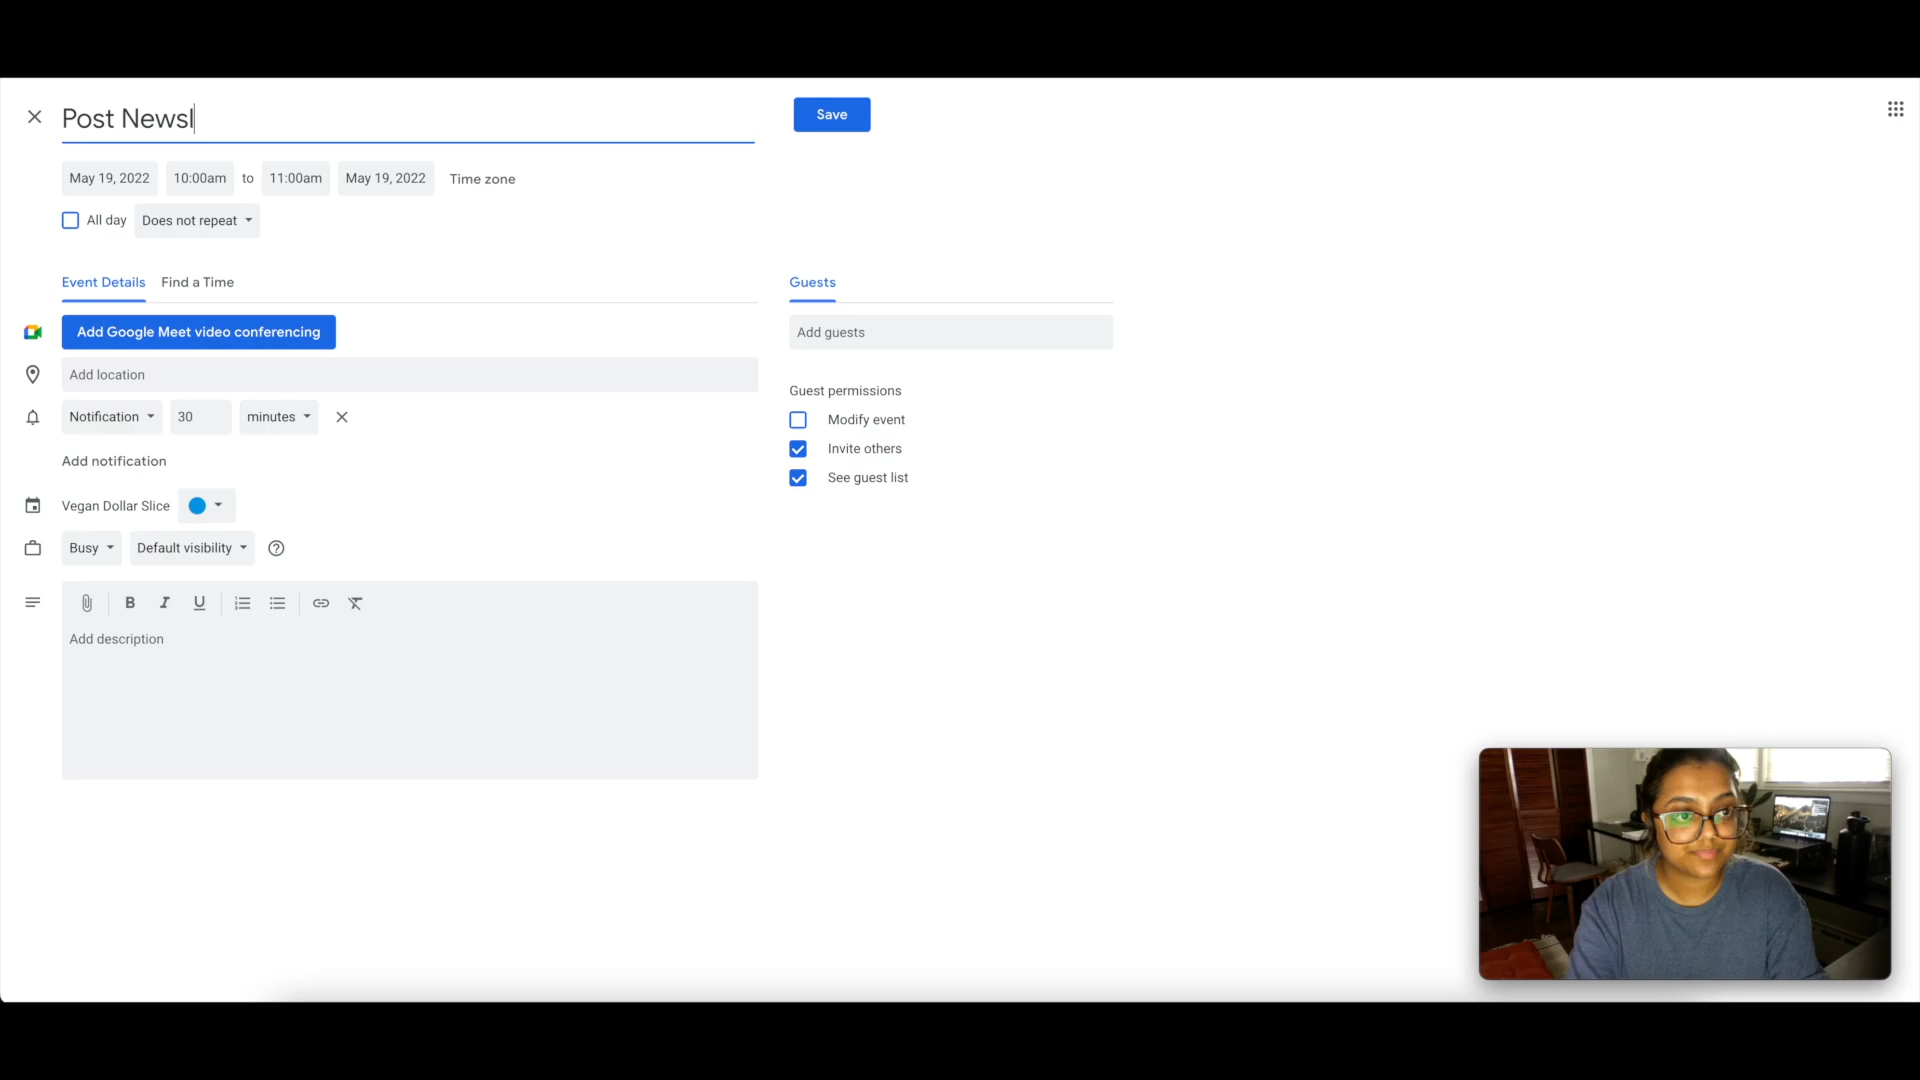 Post Newsl
Save
May 19, 2022 10:00am to 11:00am May 19, 2022 Time zone
All day Does not repeat
Event Details Find a Time
Guests
Add Google Meet video conferencing
Add guests
Add location
Guest permissions
Notification 30 minutes
Modify event
Invite others
Add notification
See guest list
Vegan Dollar Slice
Busy Default visibility
B I U
Add description